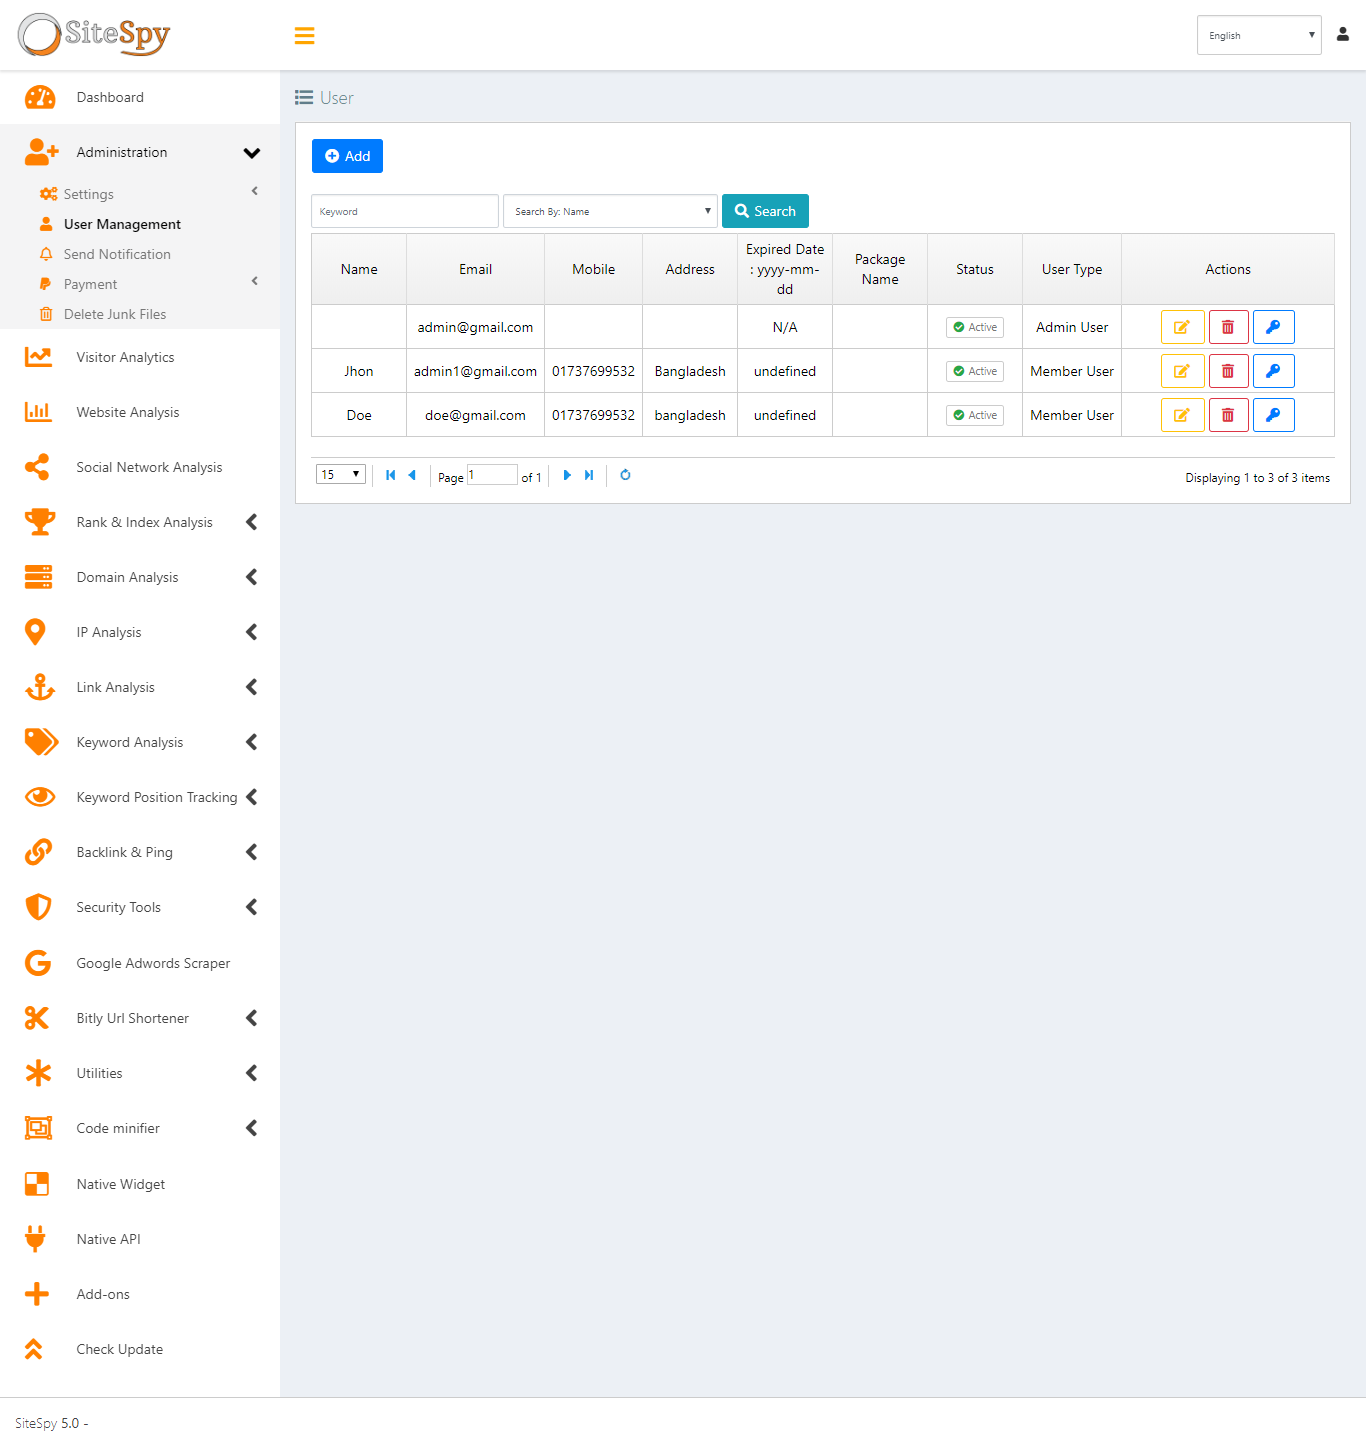 SiteSpy
English
Dashboard
Administration
Settings
User Management
Send Notification
Payment
Delete Junk Files
Visitor Analytics
Website Analysis
Social Network Analysis
Rank & Index Analysis
Domain Analysis
IP Analysis
Link Analysis
Keyword Analysis
Keyword Position Tracking
Backlink & Ping
Security Tools
Google Adwords Scraper
Bitly Url Shortener
Utilities
Code minifier
Native Widget
Native API
Add-ons
Check Update
User
Add
Keyword Search By: Name Search
Name Email Mobile Address Expired Date : yyyy-mm-dd Package Name Status User Type Actions
admin@gmail.com N/A Active Admin User
Jhon admin1@gmail.com 01737699532 Bangladesh undefined Active Member User
Doe doe@gmail.com 01737699532 bangladesh undefined Active Member User
15 Page 1 of 1 Displaying 1 to 3 of 3 items
SiteSpy 5.0 -